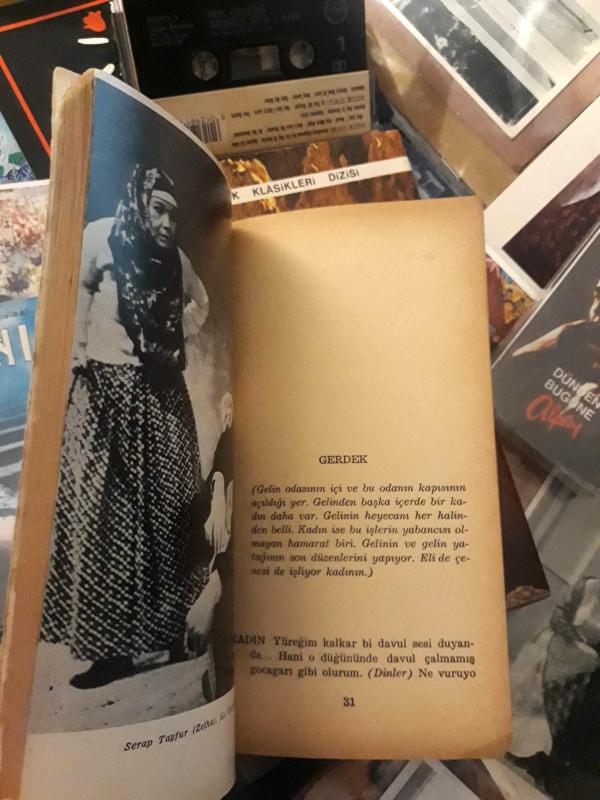 1
K KLÂSİKLERİ DİZİSİ
GERDEK
(Gelin odasının içi ve bu odanın kapısının
açıldığı yer. Gelinden başka içerde bir ka-
dın daha var. Gelinin heyecanı her halin-
den belli. Kadın ise bu işlerin yabancısı ol-
mayan hamarat biri. Gelinin ve gelin ya-
tağının son düzenlerini yapıyor. Eli de çe-
nesi de işliyor kadının.)
KADIN Yüreğim kalkar bi davul sesi duyan-
da... Hani o düğününde davul çalmamış
gocagarı gibi olurum. (Dinler) Ne vuruyo
31
Serap Tayfur (Zelha), Al
DÜNDEN
BUGÜNE
Alpay